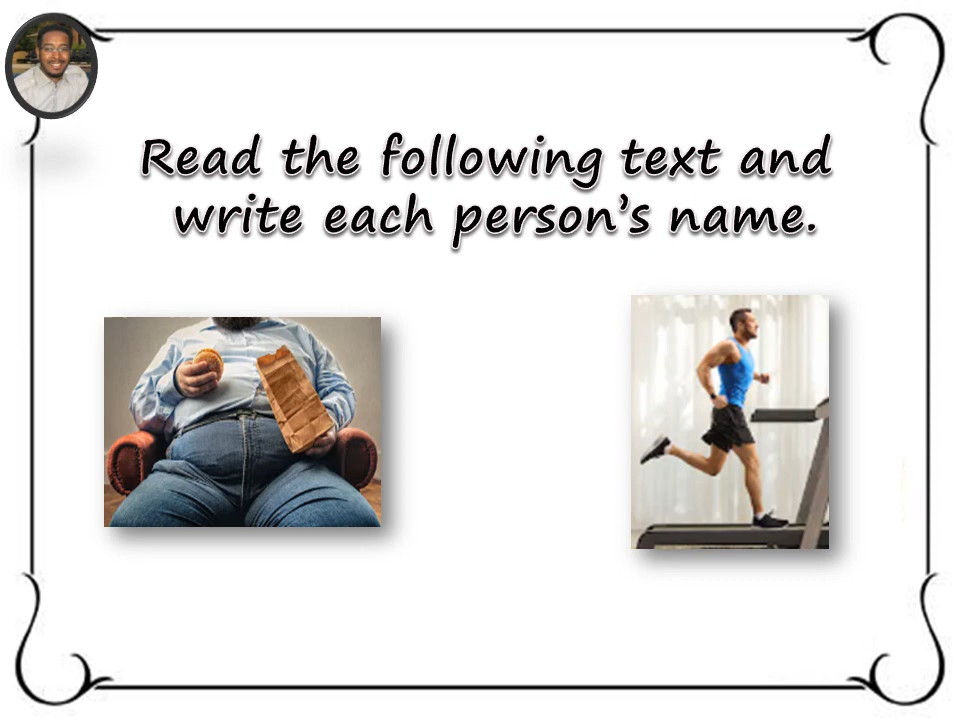 Read the following text and
write each person’s name.